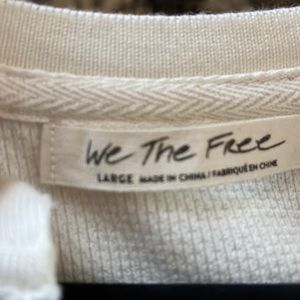 We The Free
LARGE MADE IN CHINA / FABRIQUÉ EN CHINE